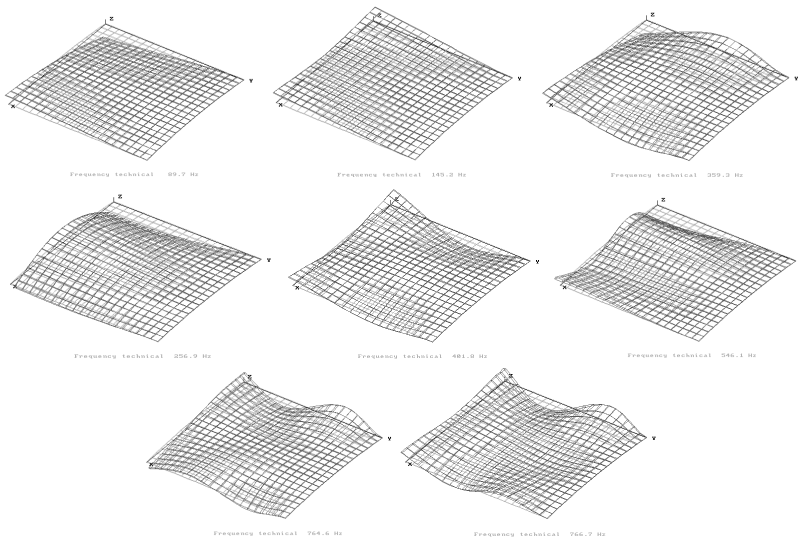 Z
Y
X
Frequency technical 89.7 Hz
Z
Y
X
Frequency technical 149.2 Hz
Z
Y
X
Frequency technical 359.3 Hz
Z
Y
X
Frequency technical 356.9 Hz
Z
Y
X
Frequency technical 481.8 Hz
Z
X
Frequency technical 546.1 Hz
Z
Y
X
Frequency technical 764.6 Hz
Z
Y
X
Frequency technical 766.7 Hz